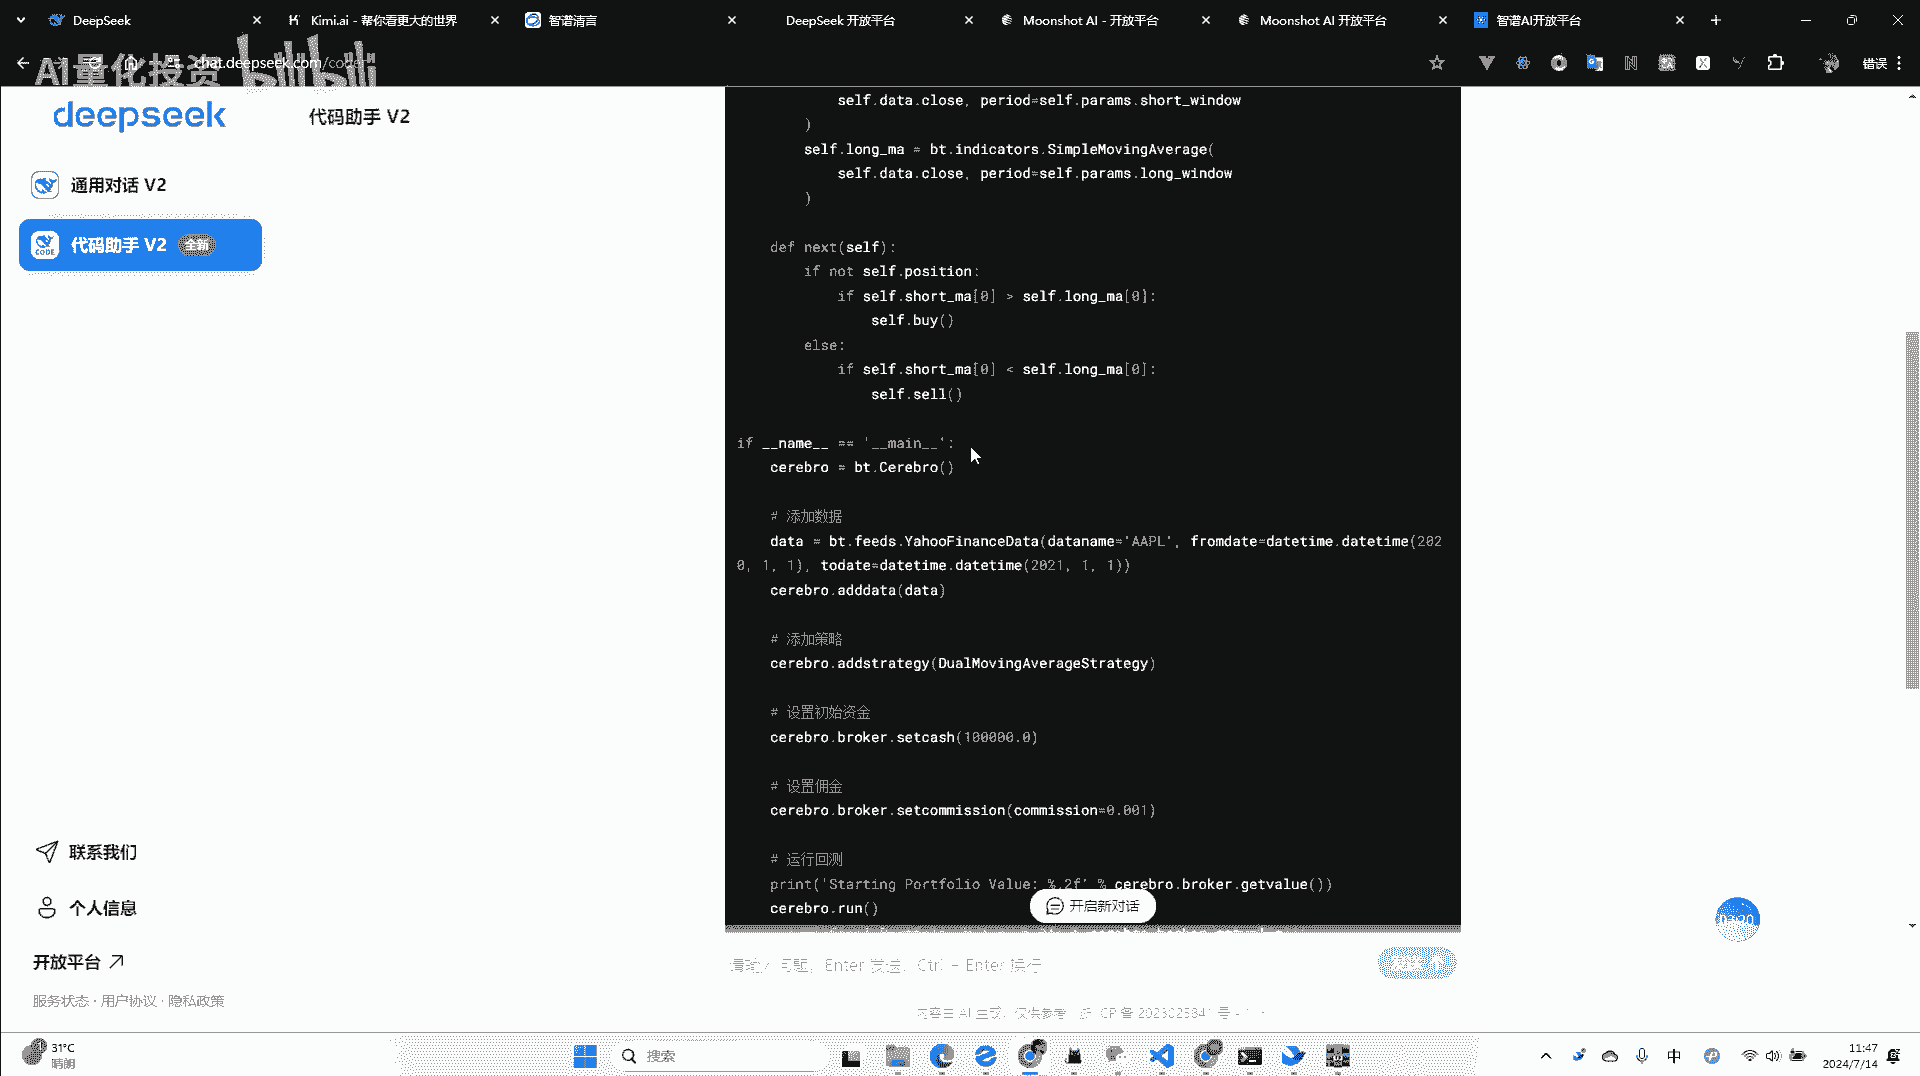 DeepSeek
Kimi.ai - 帮你看更大的世界
智谱清言
DeepSeek 开放平台
Moonshot AI - 开放平台
Moonshot AI 开放平台
智谱AI开放平台
AI量化投资 bilibili
chat.deepseek.com/coder
错误
deepseek
代码助手 V2
通用对话 V2
代码助手 V2 全新
CODE
联系我们
个人信息
开放平台
服务状态 · 用户协议 · 隐私政策
self.data.close, period=self.params.short_window
)
self.long_ma = bt.indicators.SimpleMovingAverage(
self.data.close, period=self.params.long_window
)
def next(self):
if not self.position:
if self.short_ma[0] > self.long_ma[0]:
self.buy()
else:
if self.short_ma[0] < self.long_ma[0]:
self.sell()
if __name__ == '__main__':
cerebro = bt.Cerebro()
# 添加数据
data = bt.feeds.YahooFinanceData(dataname='AAPL', fromdate=datetime.datetime(202
0, 1, 1), todate=datetime.datetime(2021, 1, 1))
cerebro.adddata(data)
# 添加策略
cerebro.addstrategy(DualMovingAverageStrategy)
# 设置初始资金
cerebro.broker.setcash(100000.0)
# 设置佣金
cerebro.broker.setcommission(commission=0.001)
# 运行回测
print('Starting Portfolio Value: %.2f' % cerebro.broker.getvalue())
cerebro.run()
开启新对话
Enter 发送, Ctrl + Enter 换行
03:20
31°C
晴朗
搜索
中
11:47
2024/7/14